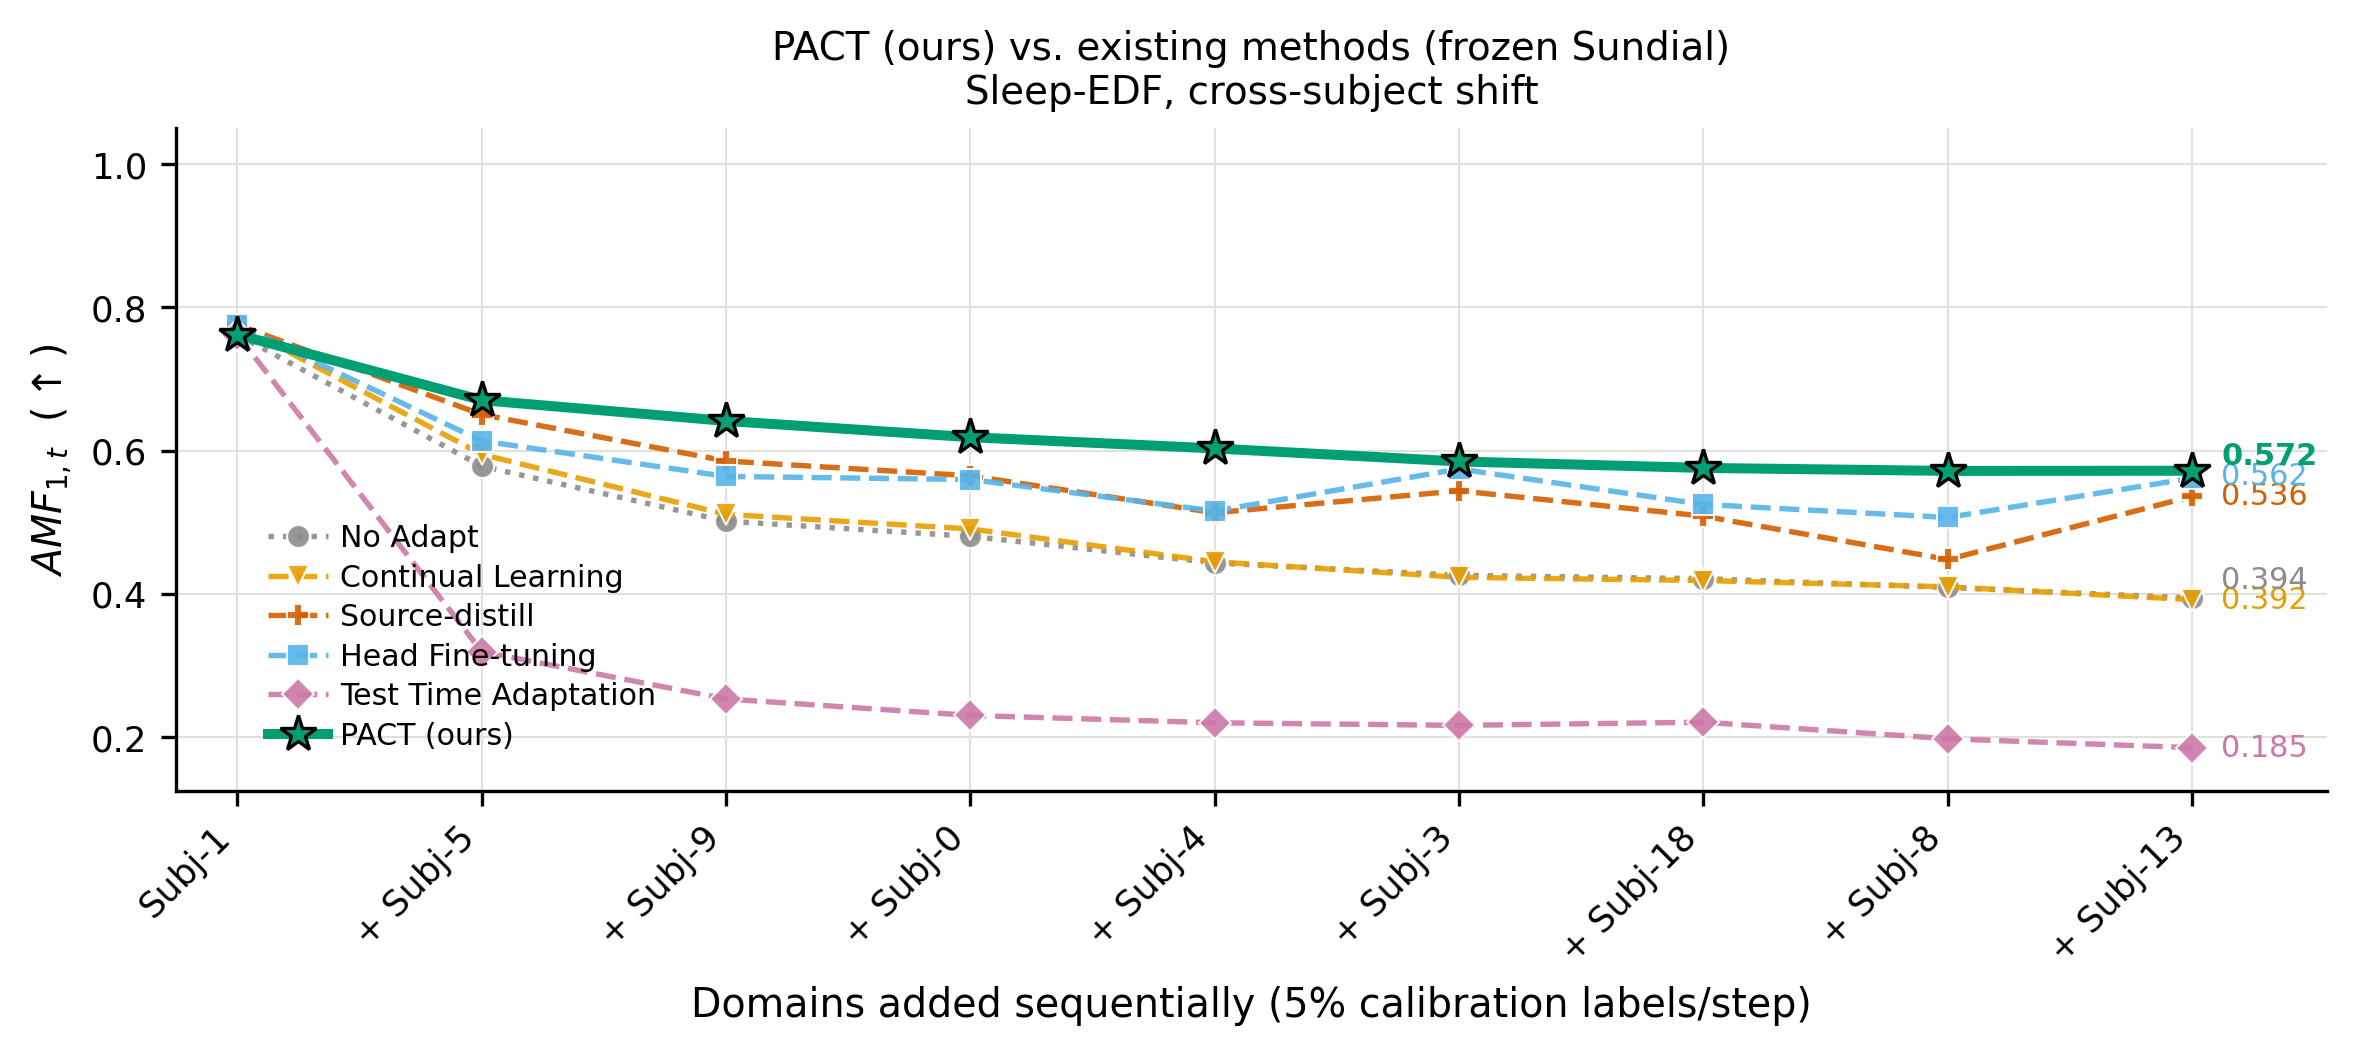 PACT (ours) vs. existing methods (frozen Sundial)
Sleep-EDF, cross-subject shift
AMF1,t (↑)
1.0
0.8
0.6
0.4
0.2
No Adapt
Continual Learning
Source-distill
Head Fine-tuning
Test Time Adaptation
PACT (ours)
0.572
0.562
0.536
0.394
0.392
0.185
Subj-1
+ Subj-5
+ Subj-9
+ Subj-0
+ Subj-4
+ Subj-3
+ Subj-18
+ Subj-8
+ Subj-13
Domains added sequentially (5% calibration labels/step)